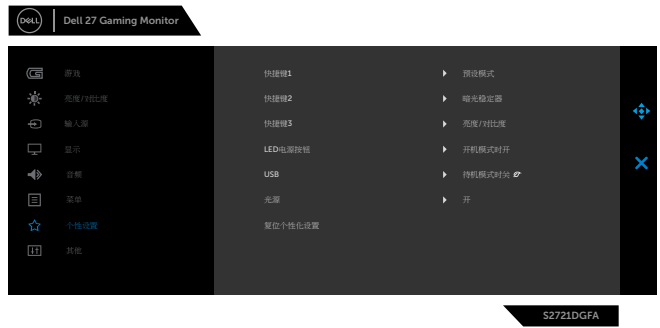 DELL
Dell 27 Gaming Monitor
游戏
快捷键1
预设模式
亮度/对比度
快捷键2
暗光稳定器
输入源
快捷键3
亮度/对比度
显示
LED电源按钮
开机模式时开
音频
USB
待机模式时关
菜单
光源
开
个性设置
复位个性化设置
其他
S2721DGFA